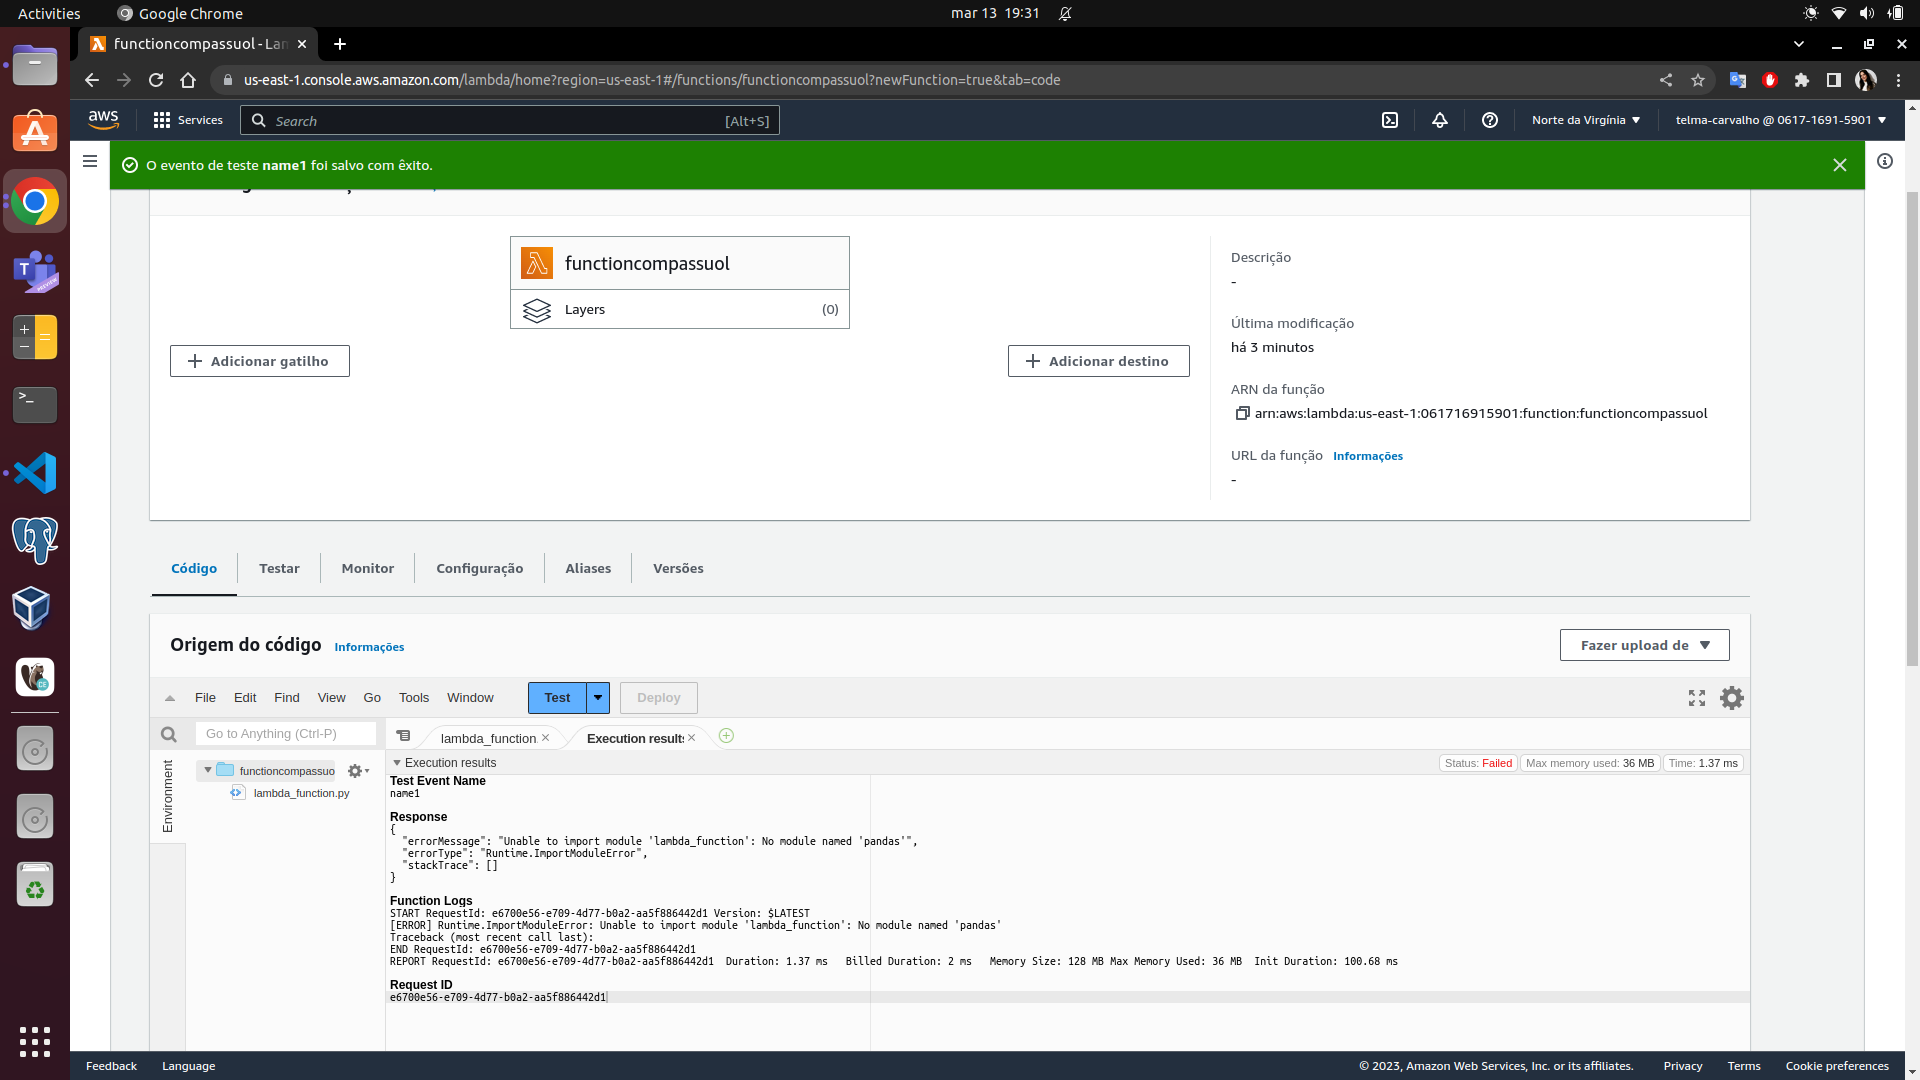 Activities
Google Chrome
mar 13 19:31
functioncompassuol - Lan
us-east-1.console.aws.amazon.com/lambda/home?region=us-east-1#/functions/functioncompassuol?newFunction=true&tab=code
aws
Services
Search
[Alt+S]
Norte da Virgínia
telma-carvalho @ 0617-1691-5901
O evento de teste name1 foi salvo com êxito.
functioncompassuol
Layers
(0)
Adicionar gatilho
Adicionar destino
Descrição
-
Última modificação
há 3 minutos
ARN da função
arn:aws:lambda:us-east-1:061716915901:function:functioncompassuol
URL da função Informações
-
Código
Testar
Monitor
Configuração
Aliases
Versões
Origem do código Informações
Fazer upload de
File
Edit
Find
View
Go
Tools
Window
Test
Deploy
Go to Anything (Ctrl-P)
lambda_function
Execution results
Environment
functioncompassuo
lambda_function.py
Execution results
Status: Failed
Max memory used: 36 MB
Time: 1.37 ms
Test Event Name
name1
Response
{
"errorMessage": "Unable to import module 'lambda_function': No module named 'pandas'",
"errorType": "Runtime.ImportModuleError",
"stackTrace": []
}
Function Logs
START RequestId: e6700e56-e709-4d77-b0a2-aa5f886442d1 Version: $LATEST
[ERROR] Runtime.ImportModuleError: Unable to import module 'lambda_function': No module named 'pandas'
Traceback (most recent call last):
END RequestId: e6700e56-e709-4d77-b0a2-aa5f886442d1
REPORT RequestId: e6700e56-e709-4d77-b0a2-aa5f886442d1 Duration: 1.37 ms Billed Duration: 2 ms Memory Size: 128 MB Max Memory Used: 36 MB Init Duration: 100.68 ms
Request ID
e6700e56-e709-4d77-b0a2-aa5f886442d1
Feedback
Language
© 2023, Amazon Web Services, Inc. or its affiliates.
Privacy
Terms
Cookie preferences